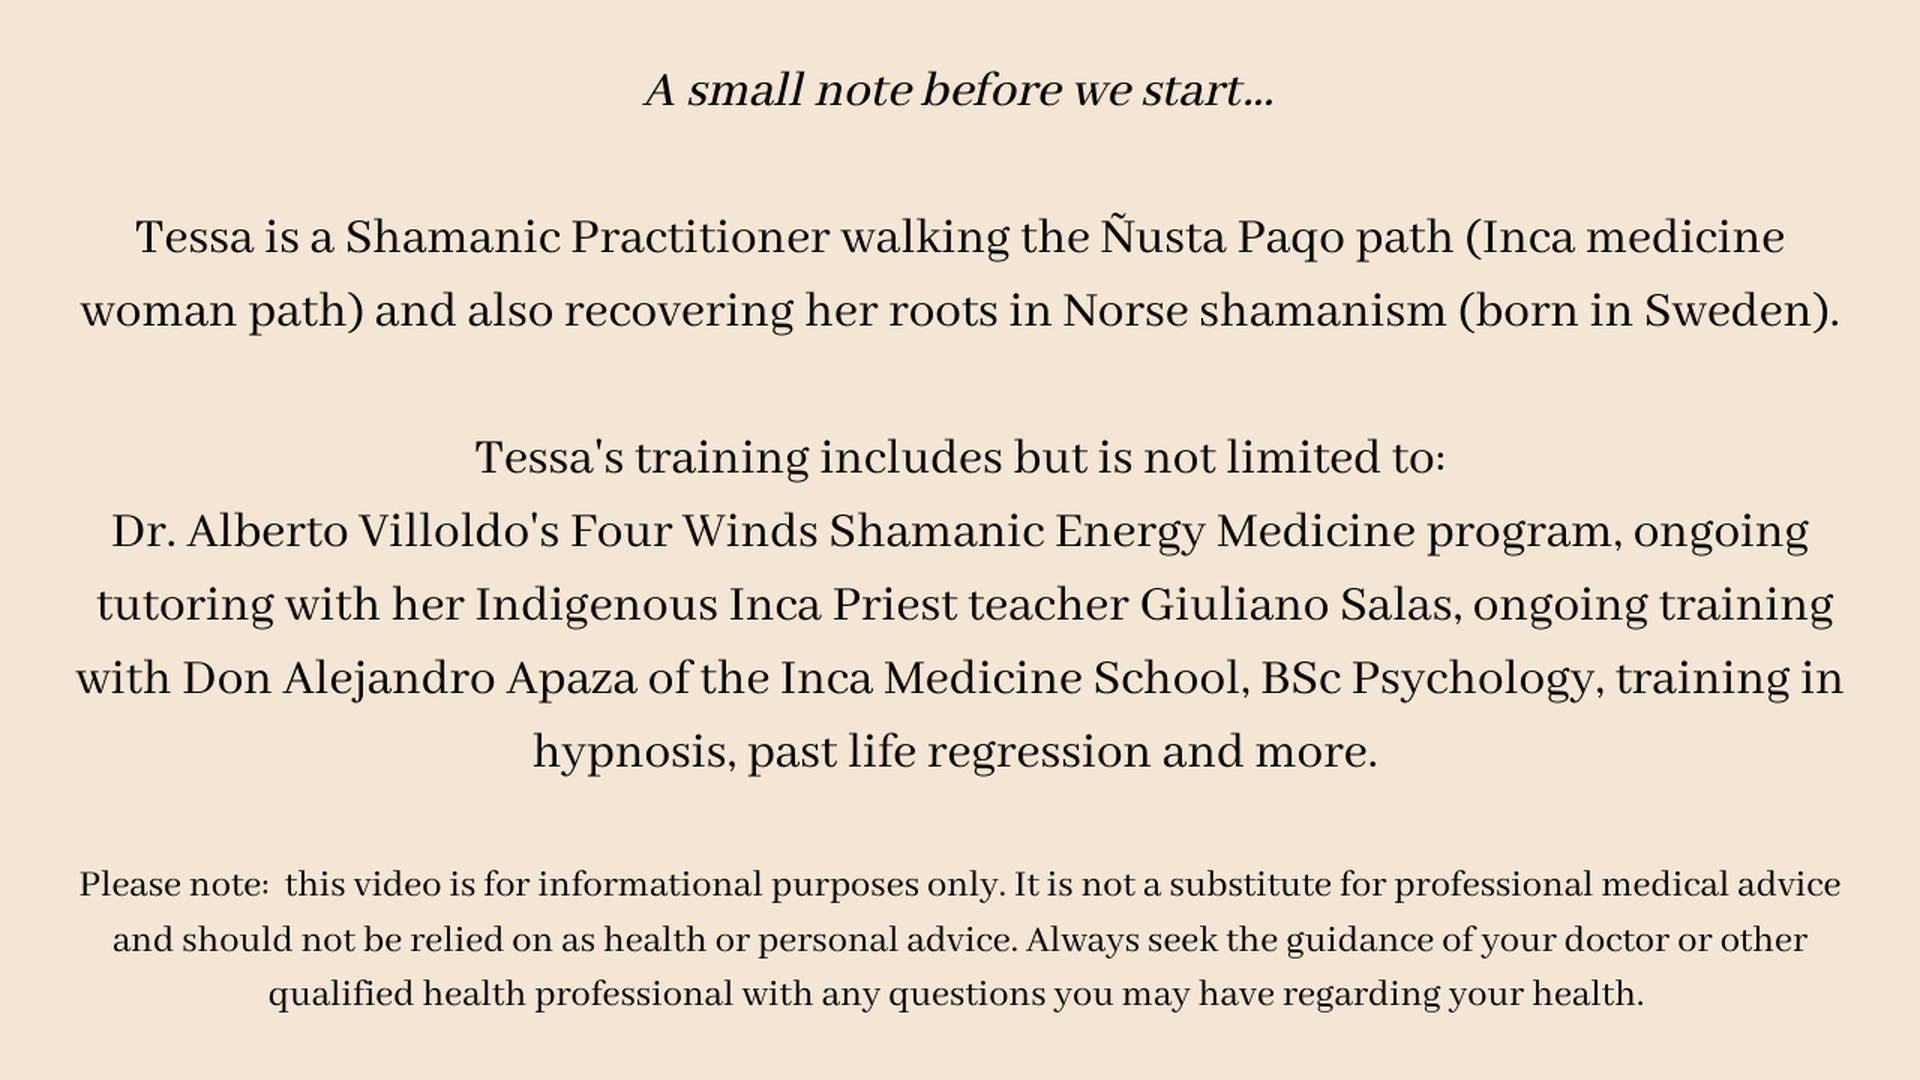 A small note before we start...
Tessa is a Shamanic Practitioner walking the Ñusta Paqo path (Inca medicine
woman path) and also recovering her roots in Norse shamanism (born in Sweden).
Tessa's training includes but is not limited to:
Dr. Alberto Villoldo's Four Winds Shamanic Energy Medicine program, ongoing
tutoring with her Indigenous Inca Priest teacher Giuliano Salas, ongoing training
with Don Alejandro Apaza of the Inca Medicine School, BSc Psychology, training in
hypnosis, past life regression and more.
Please note:  this video is for informational purposes only. It is not a substitute for professional medical advice
and should not be relied on as health or personal advice. Always seek the guidance of your doctor or other
qualified health professional with any questions you may have regarding your health.